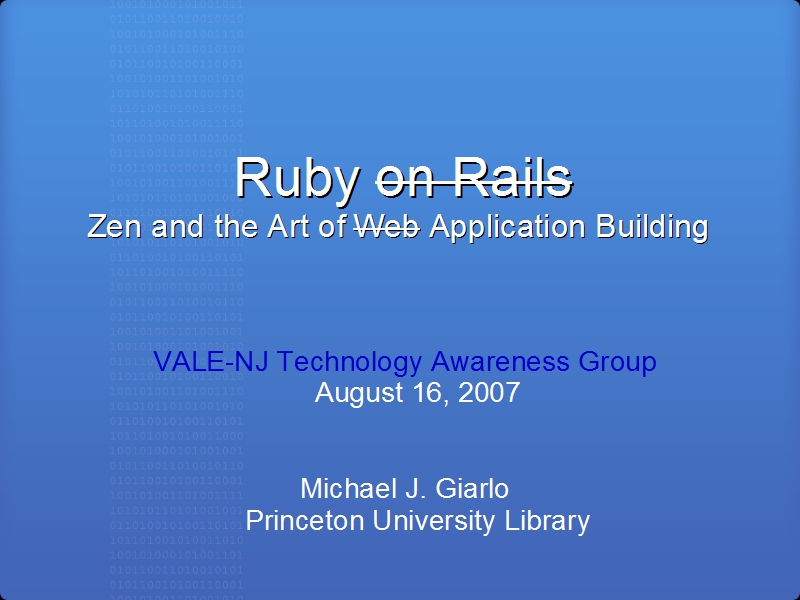 Ruby on Rails
Zen and the Art of Web Application Building
VALE-NJ Technology Awareness Group
August 16, 2007
Michael J. Giarlo
Princeton University Library